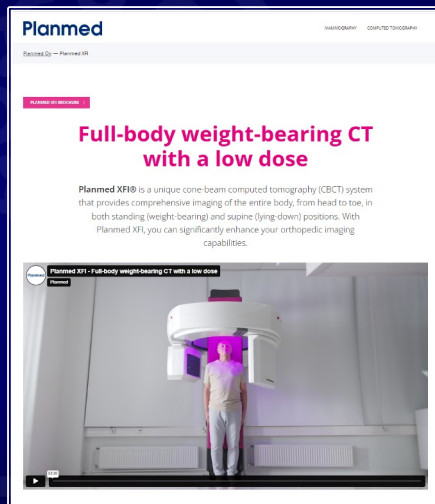 Planmed
MAMMOGRAPHY COMPUTED TOMOGRAPHY
Planmed Oy — Planmed XFI
PLANMED XFI BROCHURE
Full-body weight-bearing CT
with a low dose
Planmed XFI® is a unique cone-beam computed tomography (CBCT) system
that provides comprehensive imaging of the entire body, from head to toe, in
both standing (weight-bearing) and supine (lying-down) positions. With
Planmed XFI, you can significantly enhance your orthopedic imaging
capabilities.
Planmed
Planmed XFI - Full-body weight-bearing CT with a low dose
Planmed